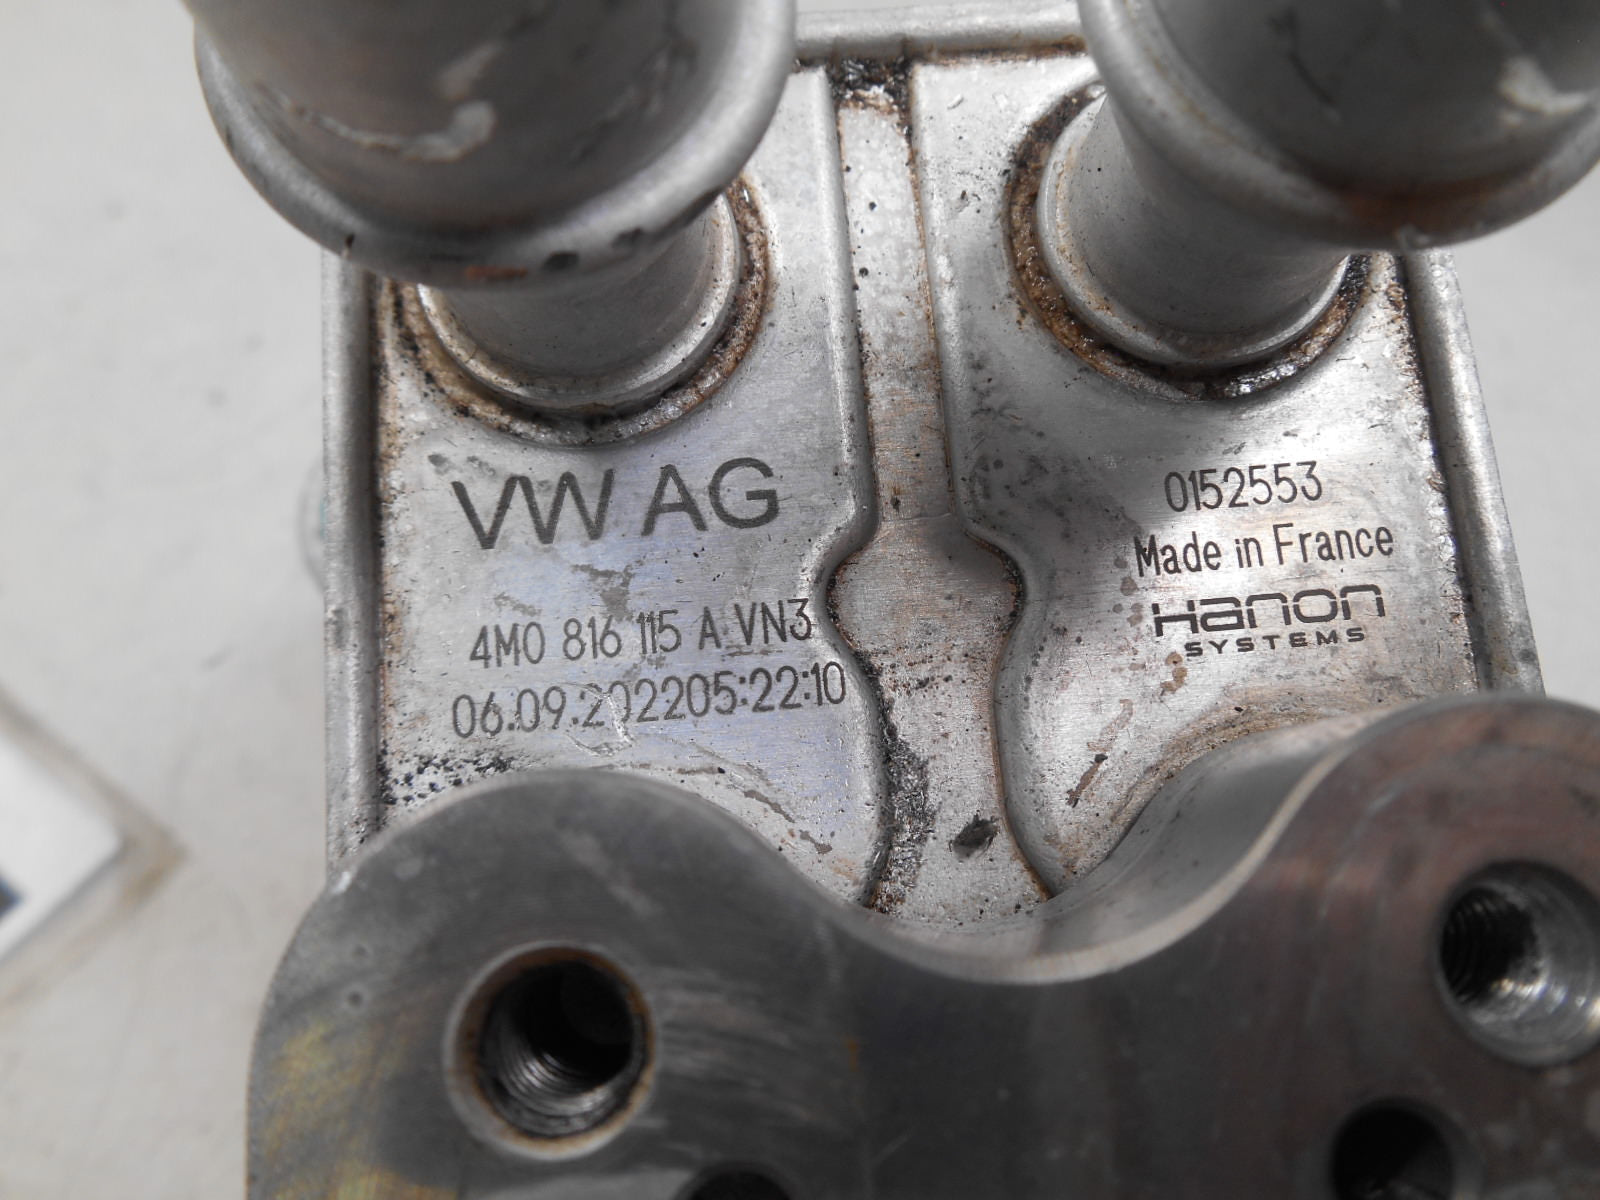 VW AG
4M0 816 115 A VN3
06.09.202205:22:10
0152553
Made in France
Hanon
SYSTEMS